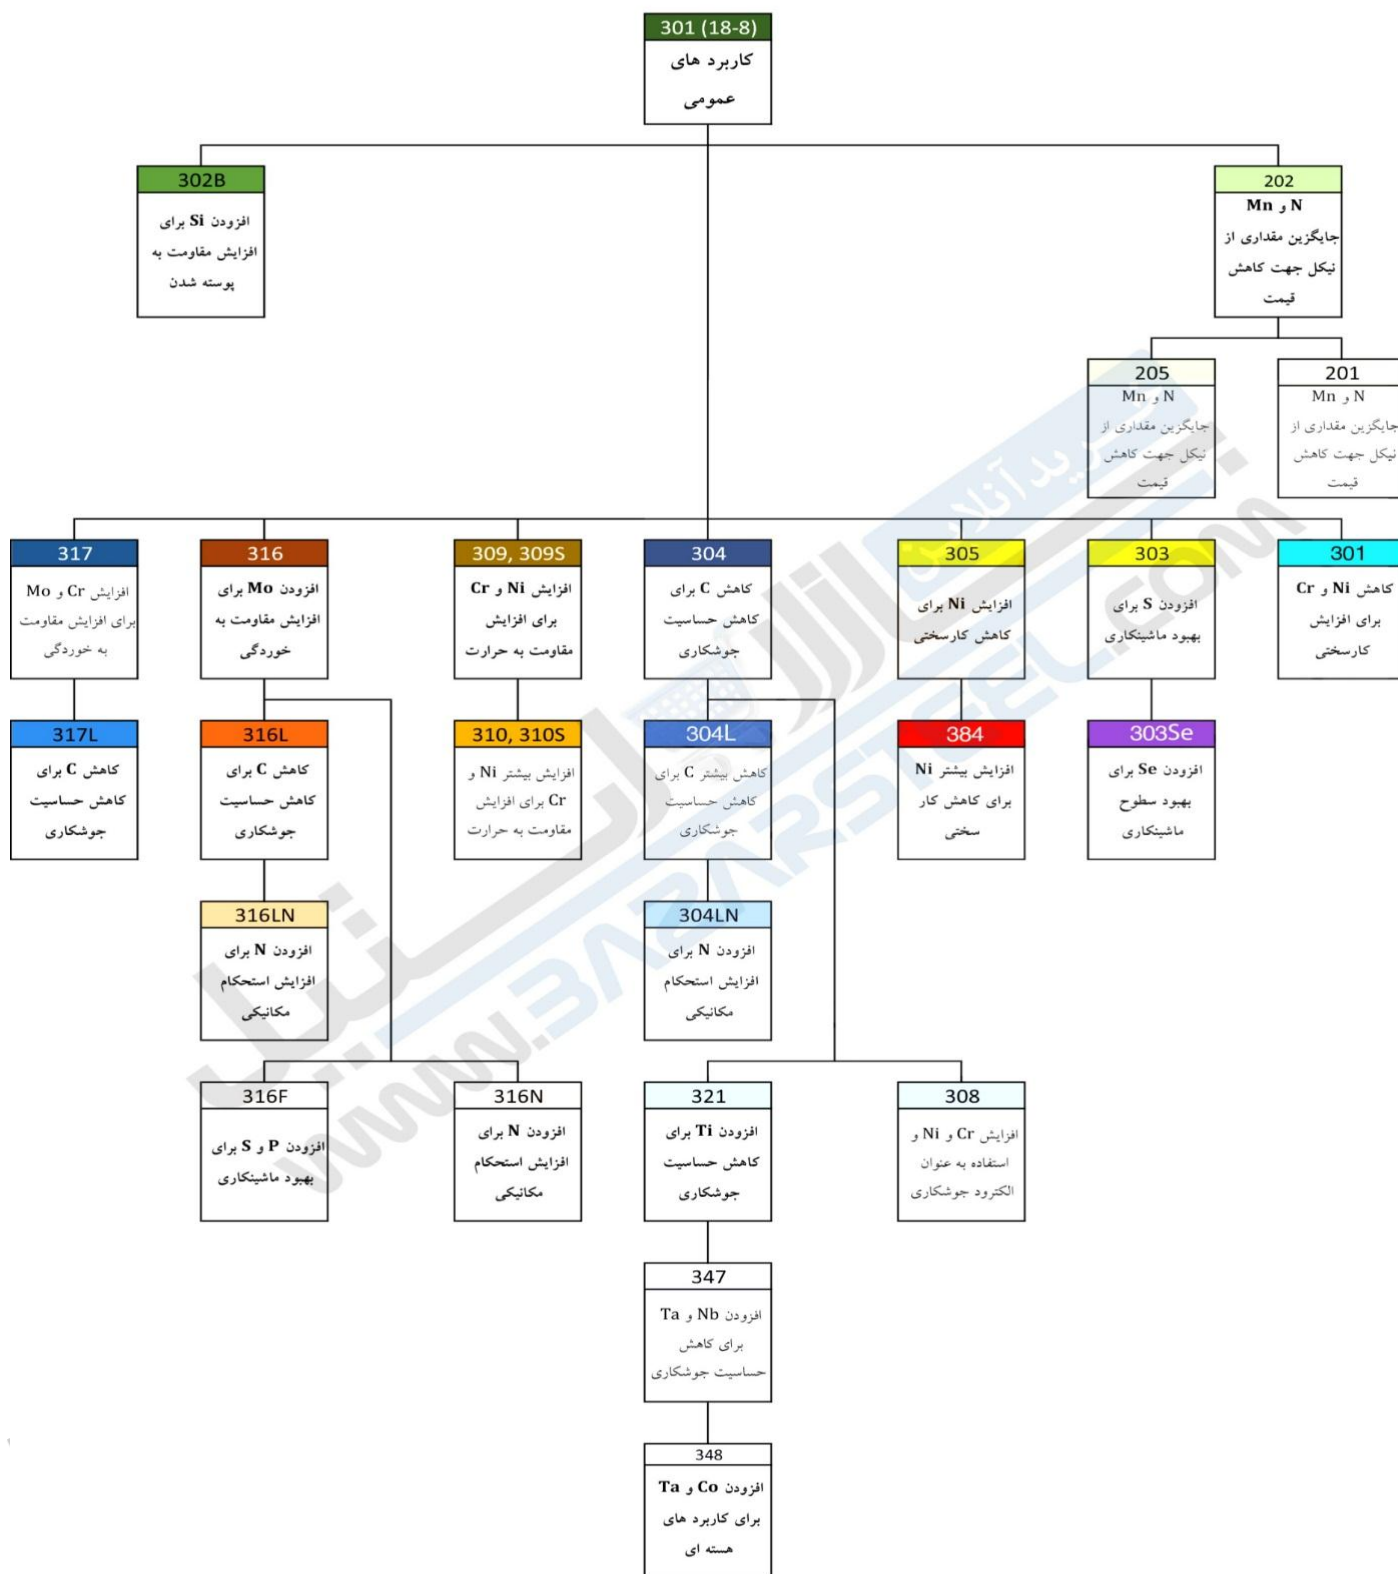 301 (18-8)
کاربرد های
عمومی
302B
افزودن Si برای
افزایش مقاومت به
پوسته شدن
202
Mn و N
جایگزین مقداری از
نیکل جهت کاهش
قیمت
205
Mn و N
جایگزین مقداری از
نیکل جهت کاهش
قیمت
201
Mn و N
جایگزین مقداری از
نیکل جهت کاهش
قیمت
317
افزایش Cr و Mo
برای افزایش مقاومت
به خوردگی
316
افزودن Mo برای
افزایش مقاومت به
خوردگی
309, 309S
افزایش Ni و Cr
برای افزایش
مقاومت به حرارت
304
کاهش C برای
کاهش حساسیت
جوشکاری
305
افزایش Ni برای
کاهش کارسختی
303
افزودن S برای
بهبود ماشینکاری
301
کاهش Ni و Cr
برای افزایش
کارسختی
317L
کاهش C برای
کاهش حساسیت
جوشکاری
316L
کاهش C برای
کاهش حساسیت
جوشکاری
310, 310S
افزایش بیشتر Ni و
Cr برای افزایش
مقاومت به حرارت
304L
کاهش بیشتر C برای
کاهش حساسیت
جوشکاری
384
افزایش بیشتر Ni
برای کاهش کار
سختی
303Se
افزودن Se برای
بهبود سطوح
ماشینکاری
316LN
افزودن N برای
افزایش استحکام
مکانیکی
304LN
افزودن N برای
افزایش استحکام
مکانیکی
316F
افزودن P و S برای
بهبود ماشینکاری
316N
افزودن N برای
افزایش استحکام
مکانیکی
321
افزودن Ti برای
کاهش حساسیت
جوشکاری
308
افزایش Cr و Ni و
استفاده به عنوان
الکترود جوشکاری
347
افزودن Nb و Ta
برای کاهش
حساسیت جوشکاری
348
افزودن Co و Ta
برای کاربرد های
هسته ای
خرید آنلاین
بازار استیل
www.BAZARSTEEL.com